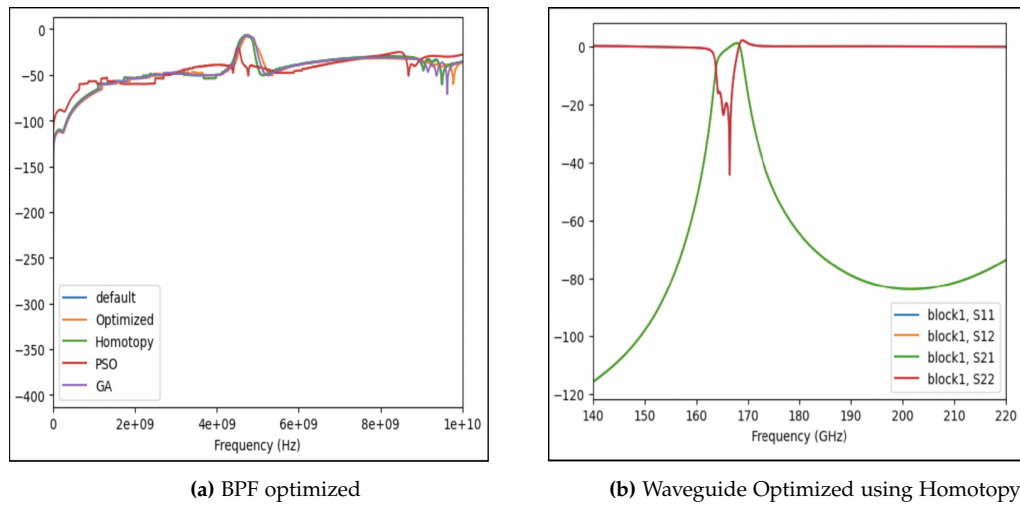 0
−50
−100
−150
−200
−250
−300
−350
−400
default
Optimized
Homotopy
PSO
GA
0 2e+09 4e+09 6e+09 8e+09 1e+10
Frequency (Hz)
(a) BPF optimized
0
−20
−40
−60
−80
−100
−120
block1, S11
block1, S12
block1, S21
block1, S22
140 150 160 170 180 190 200 210 220
Frequency (GHz)
(b) Waveguide Optimized using Homotopy